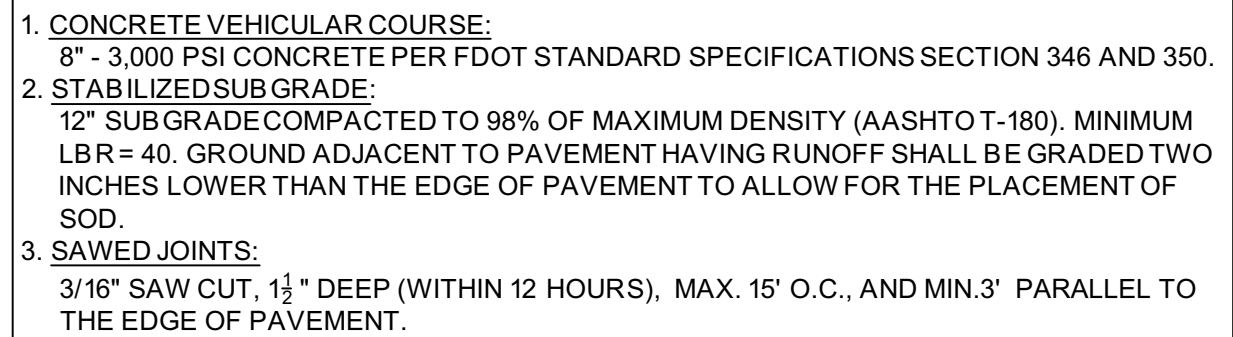 1. CONCRETE VEHICULAR COURSE:
8" - 3,000 PSI CONCRETE PER FDOT STANDARD SPECIFICATIONS SECTION 346 AND 350.
2. STABILIZED SUBGRADE:
12" SUBGRADE COMPACTED TO 98% OF MAXIMUM DENSITY (AASHTO T-180). MINIMUM
LBR = 40. GROUND ADJACENT TO PAVEMENT HAVING RUNOFF SHALL BE GRADED TWO
INCHES LOWER THAN THE EDGE OF PAVEMENT TO ALLOW FOR THE PLACEMENT OF
SOD.
3. SAWED JOINTS:
3/16" SAW CUT, 1½" DEEP (WITHIN 12 HOURS), MAX. 15' O.C., AND MIN.3' PARALLEL TO
THE EDGE OF PAVEMENT.